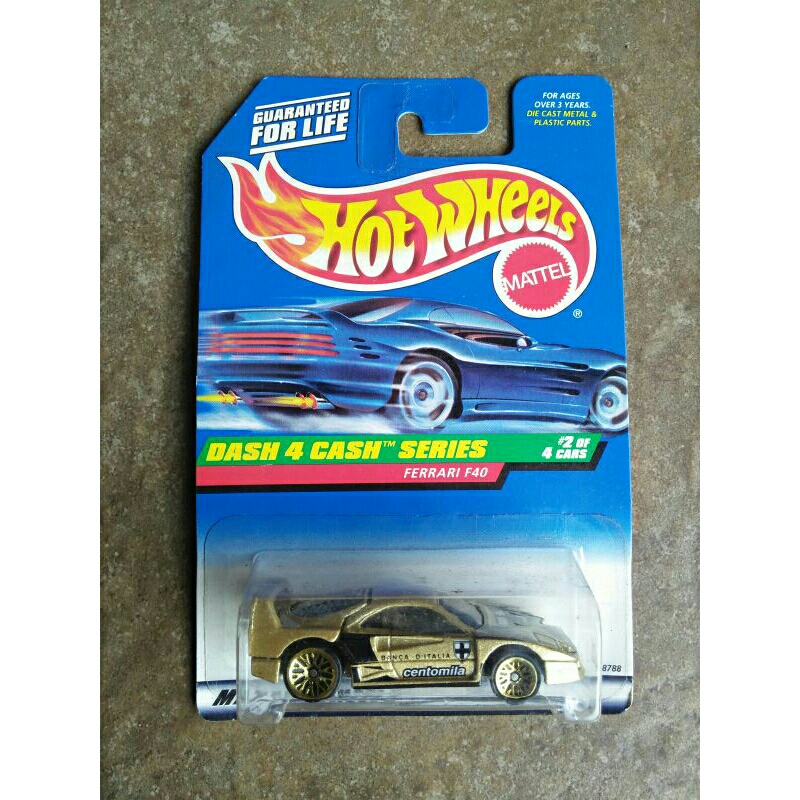 GUARANTEED
FOR LIFE
FOR AGES
OVER 3 YEARS.
DIE CAST METAL &
PLASTIC PARTS.
HOT WHEELS
MATTEL
®
DASH 4 CASH™ SERIES
#2 OF
4 CARS
FERRARI F40
BANCA D'ITALIA
centomila
8788